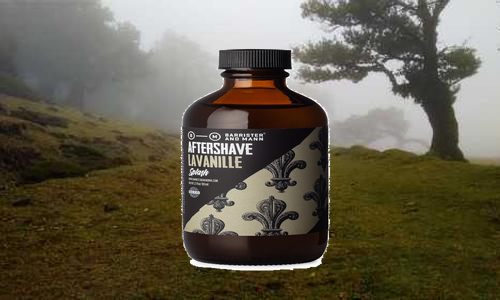 B M BARRISTER
AND MANN
AFTERSHAVE
LAVANILLE
Splash